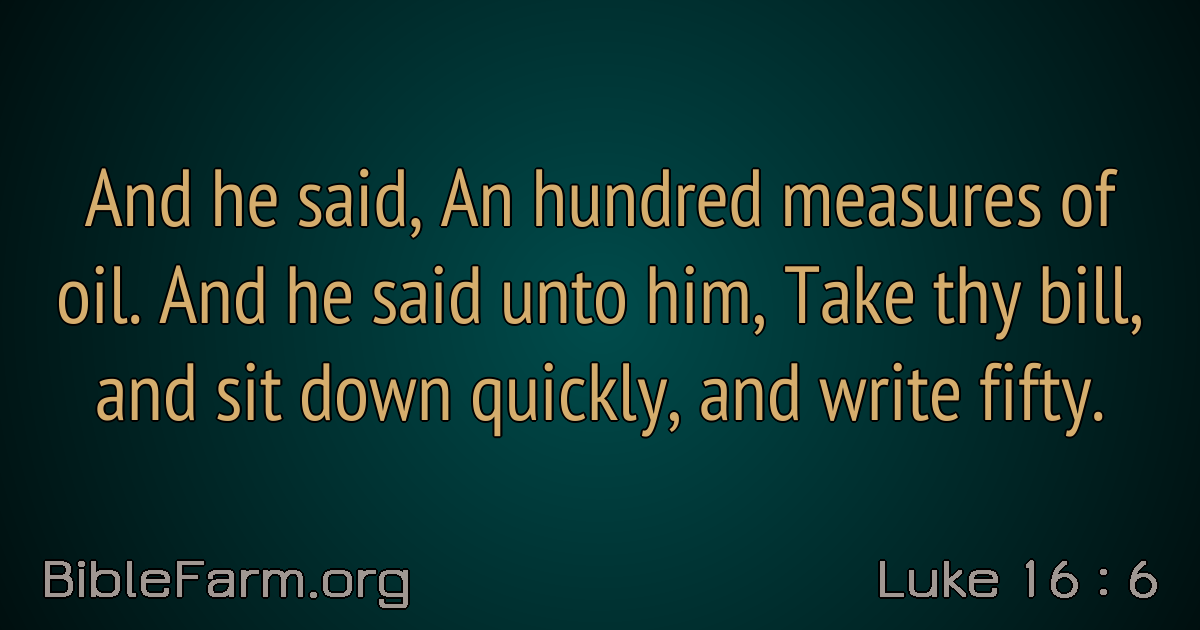 And he said, An hundred measures of
oil. And he said unto him, Take thy bill,
and sit down quickly, and write fifty.
BibleFarm.org
Luke 16 : 6